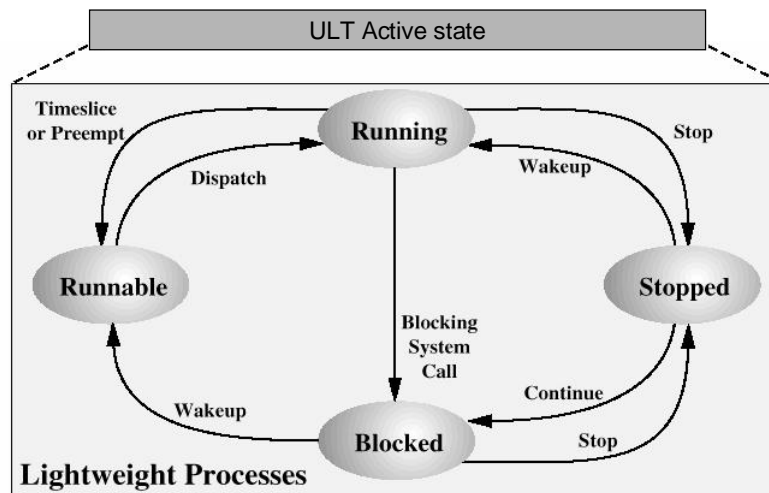 ULT Active state
Timeslice
or Preempt
Running
Stop
Dispatch
Wakeup
Runnable
Stopped
Blocking
System
Call
Wakeup
Continue
Blocked
Stop
Lightweight Processes